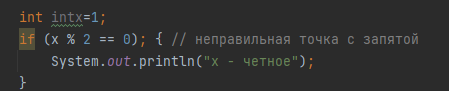 int intx=1;
if (x % 2 == 0); { // неправильная точка с запятой
System.out.println("x - четное");
}